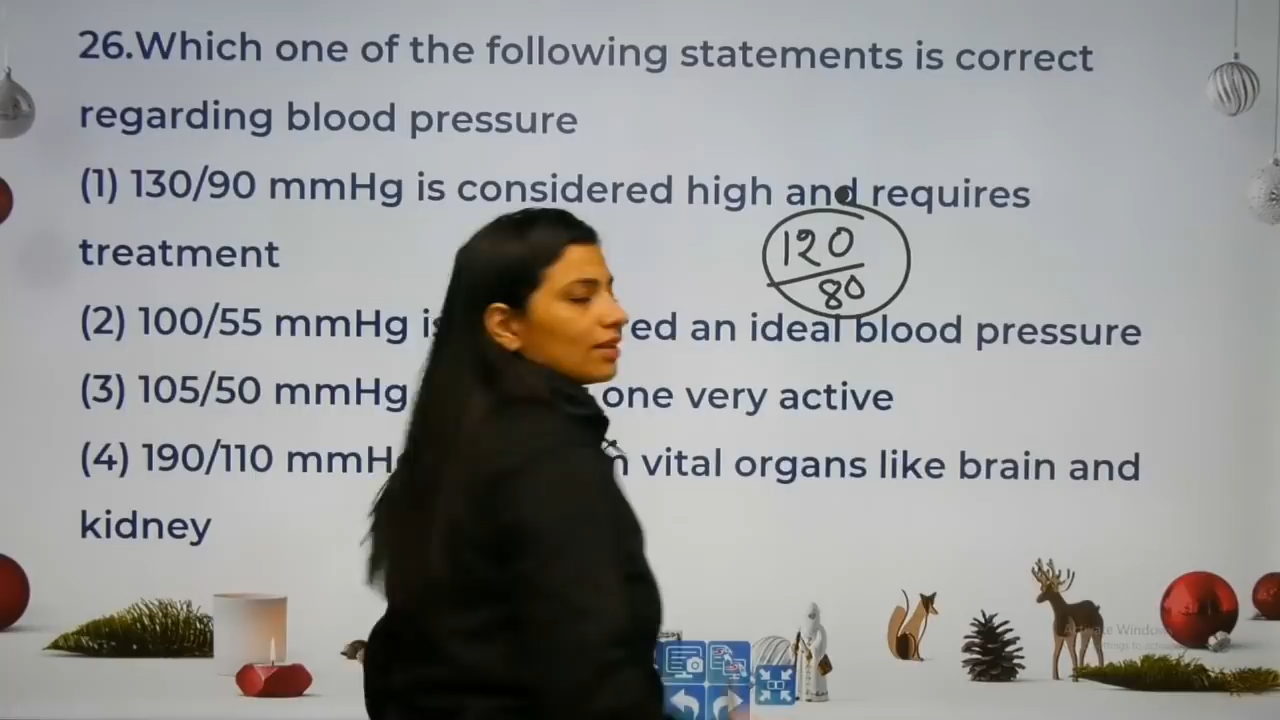 26.Which one of the following statements is correct
regarding blood pressure
(1) 130/90 mmHg is considered high and requires
treatment
120
80
(2) 100/55 mmHg ed an ideal blood pressure
(3) 105/50 mmHg one very active
(4) 190/110 vital organs like brain and
kidney